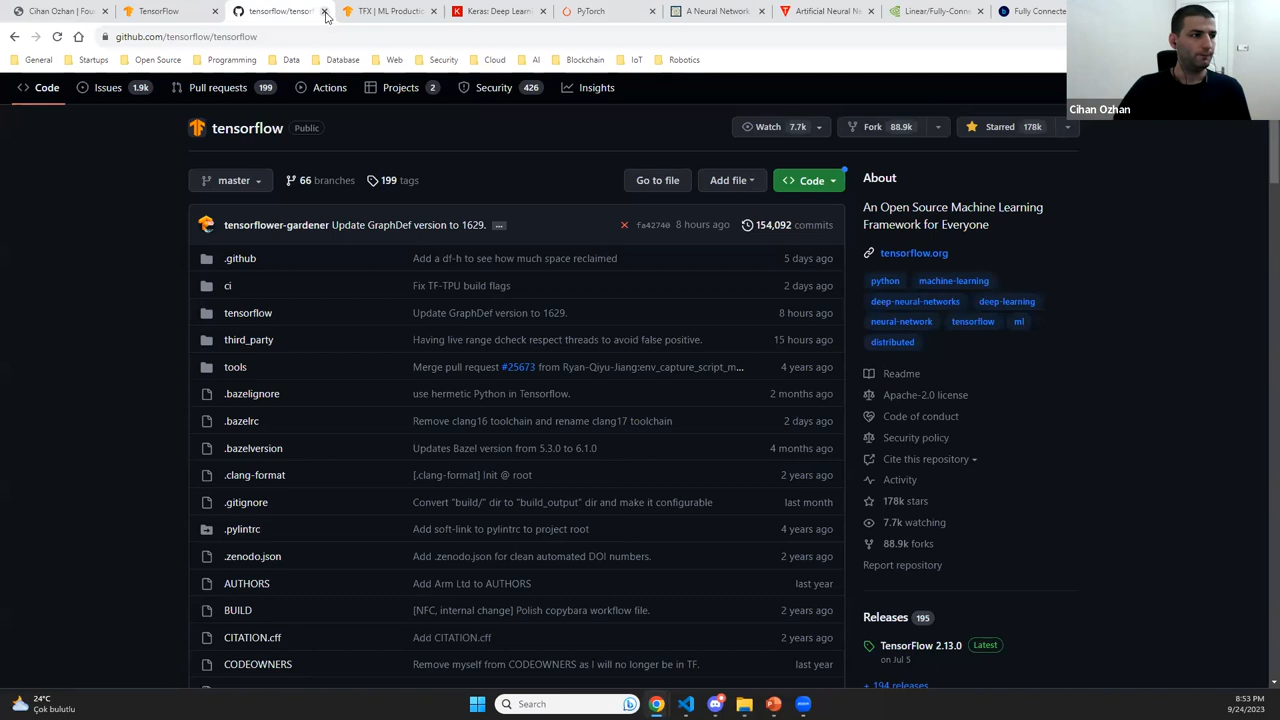 Cihan Ozhan | Fou
TensorFlow
tensorflow/tensorf
TFX | ML Productio
Keras: Deep Learni
PyTorch
A Neural Network
Artificial Neural Ne
Linear/Fully-Conne
Fully Connecte
github.com/tensorflow/tensorflow
General
Startups
Open Source
Programming
Data
Database
Web
Security
Cloud
AI
Blockchain
IoT
Robotics
Cihan Ozhan
Code
Issues 1.9k
Pull requests 199
Actions
Projects 2
Security 426
Insights
tensorflow Public
Watch 7.7k
Fork 88.9k
Starred 178k
master
66 branches
199 tags
Go to file
Add file
Code
tensorflower-gardener Update GraphDef version to 1629. ...
fa42740 8 hours ago
154,092 commits
.github Add a df-h to see how much space reclaimed 5 days ago
ci Fix TF-TPU build flags 2 days ago
tensorflow Update GraphDef version to 1629. 8 hours ago
third_party Having live range dcheck respect threads to avoid false positive. 15 hours ago
tools Merge pull request #25673 from Ryan-Qiyu-Jiang:env_capture_script_m... 4 years ago
.bazelignore use hermetic Python in Tensorflow. 2 months ago
.bazelrc Remove clang16 toolchain and rename clang17 toolchain 2 days ago
.bazelversion Updates Bazel version from 5.3.0 to 6.1.0 4 months ago
.clang-format [.clang-format] Init @ root 2 years ago
.gitignore Convert "build/" dir to "build_output" dir and make it configurable last month
.pylintrc Add soft-link to pylintrc to project root 4 years ago
.zenodo.json Add .zenodo.json for clean automated DOI numbers. 2 years ago
AUTHORS Add Arm Ltd to AUTHORS last year
BUILD [NFC, internal change] Polish copybara workflow file. 2 years ago
CITATION.cff Add CITATION.cff 2 years ago
CODEOWNERS Remove myself from CODEOWNERS as I will no longer be in TF. last year
About
An Open Source Machine Learning
Framework for Everyone
tensorflow.org
python machine-learning
deep-neural-networks deep-learning
neural-network tensorflow ml
distributed
Readme
Apache-2.0 license
Code of conduct
Security policy
Cite this repository
Activity
178k stars
7.7k watching
88.9k forks
Report repository
Releases 195
TensorFlow 2.13.0 Latest
on Jul 5
+ 194 releases
24°C
Çok bulutlu
Search
8:53 PM
9/24/2023